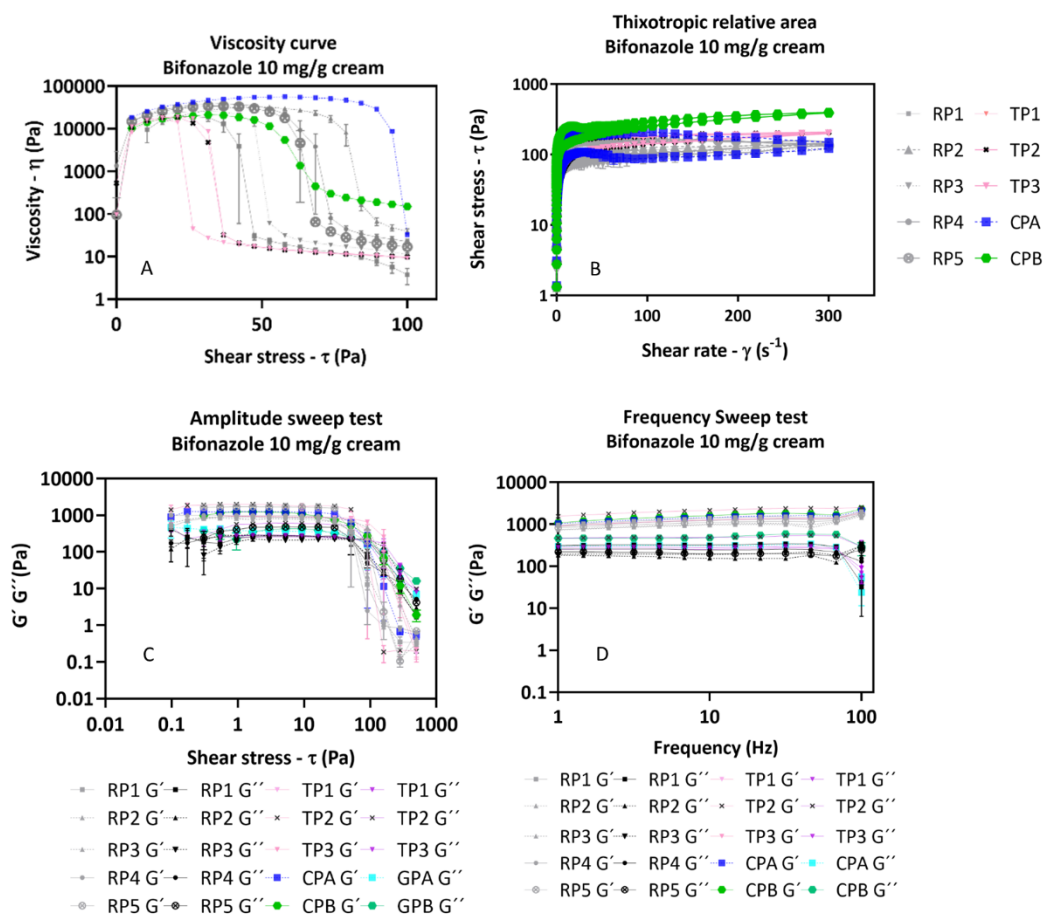 Viscosity curve
Bifonazole 10 mg/g cream
Viscosity - η (Pa)
100000
10000
1000
100
10
1
A
0
50
100
Shear stress - τ (Pa)
Thixotropic relative area
Bifonazole 10 mg/g cream
Shear stress - τ (Pa)
1000
100
10
1
B
0
100
200
300
Shear rate - γ (s⁻¹)
RP1 TP1
RP2 TP2
RP3 TP3
RP4 CPA
RP5 CPB
Amplitude sweep test
Bifonazole 10 mg/g cream
G´ G´´(Pa)
10000
1000
100
10
1
0.1
0.01
C
0.01
0.1
1
10
100
1000
Shear stress - τ (Pa)
RP1 G´ RP1 G´´ TP1 G´ TP1 G´´
RP2 G´ RP2 G´´ TP2 G´ TP2 G´´
RP3 G´ RP3 G´´ TP3 G´ TP3 G´´
RP4 G´ RP4 G´´ CPA G´ GPA G´´
RP5 G´ RP5 G´´ CPB G´ GPB G´´
Frequency Sweep test
Bifonazole 10 mg/g cream
G´ G´´(Pa)
10000
1000
100
10
1
0.1
D
1
10
100
Frequency (Hz)
RP1 G´ RP1 G´´ TP1 G´ TP1 G´´
RP2 G´ RP2 G´´ TP2 G´ TP2 G´´
RP3 G´ RP3 G´´ TP3 G´ TP3 G´´
RP4 G´ RP4 G´´ CPA G´ CPA G´´
RP5 G´ RP5 G´´ CPB G´ CPB G´´